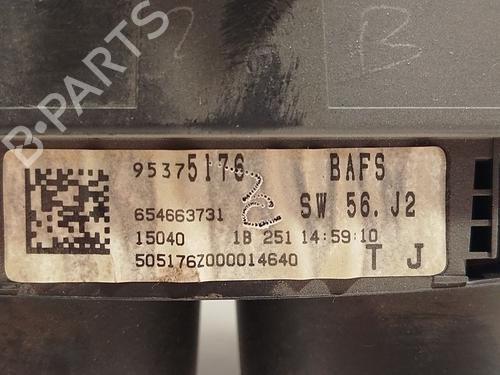 B-PARTS
B
95375176 BAFS
654663731 SW 56. J2
15040 1B 251 14:59:10
505176Z000014640 T J